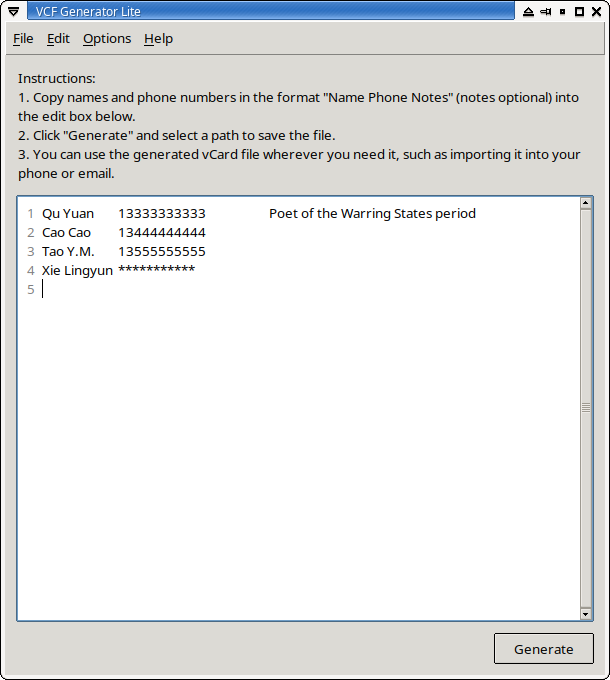 VCF Generator Lite
File Edit Options Help
Instructions:
1. Copy names and phone numbers in the format "Name Phone Notes" (notes optional) into
the edit box below.
2. Click "Generate" and select a path to save the file.
3. You can use the generated vCard file wherever you need it, such as importing it into your
phone or email.
1 Qu Yuan 13333333333 Poet of the Warring States period
2 Cao Cao 13444444444
3 Tao Y.M. 13555555555
4 Xie Lingyun ***********
5
Generate